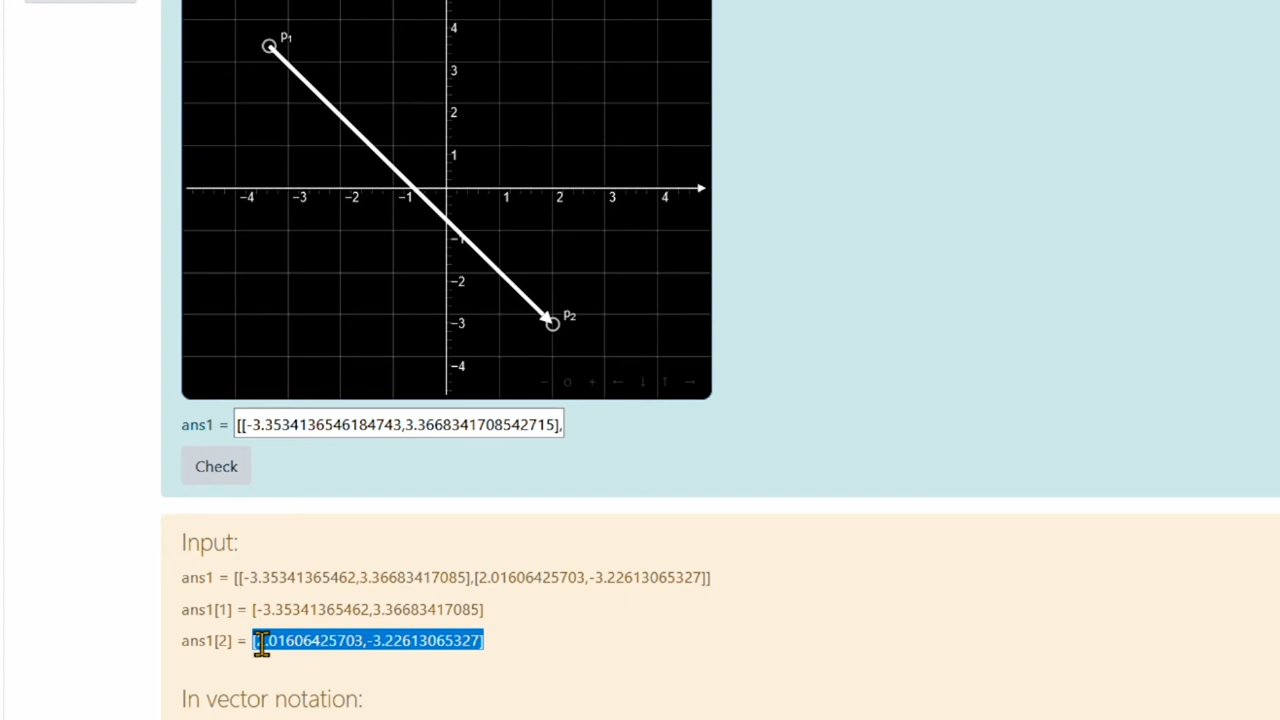 4
p₁
3
2
1
−4 −3 −2 −1 1 2 3 4
−1
−2
p₂
−3
−4
− o + ← ↓ ↑ →
ans1 = [[-3.3534136546184743,3.3668341708542715],
Check
Input:
ans1 = [[-3.35341365462,3.36683417085],[2.01606425703,-3.22613065327]]
ans1[1] = [-3.35341365462,3.36683417085]
ans1[2] = [2.01606425703,-3.22613065327]
In vector notation: